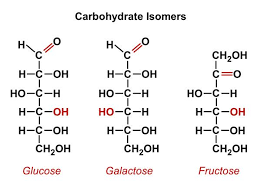 Carbohydrate Isomers
H O
C
H-C-OH
HO-C-H
H-C-OH
H-C-OH
CH₂OH
Glucose
H O
C
H-C-OH
HO-C-H
HO-C-H
H-C-OH
CH₂OH
Galactose
CH₂OH
C=O
HO-C-H
H-C-OH
H-C-OH
CH₂OH
Fructose